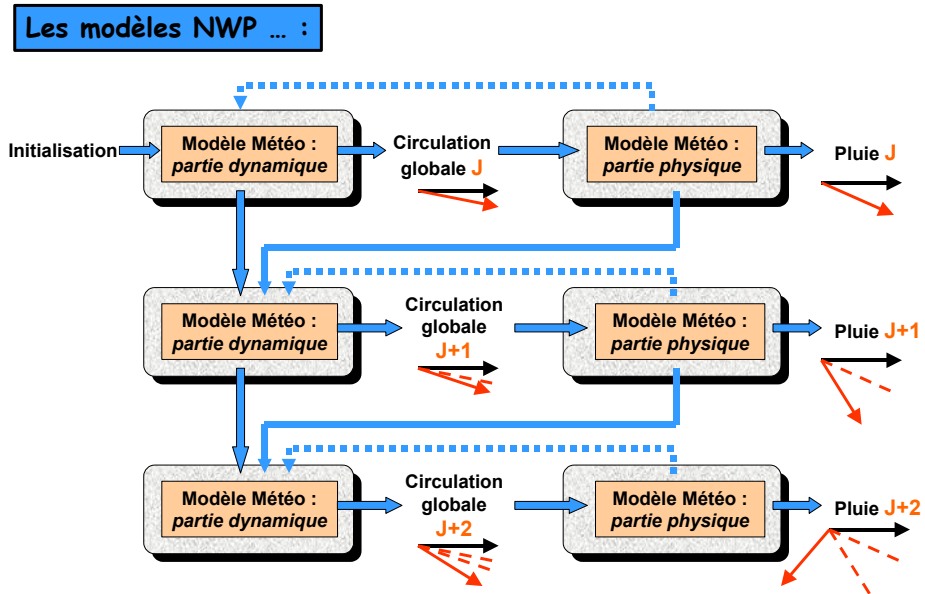 Les modèles NWP ... :
Initialisation
Modèle Météo :
partie dynamique
Circulation
globale J
Modèle Météo :
partie physique
Pluie J
Modèle Météo :
partie dynamique
Circulation
globale
J+1
Modèle Météo :
partie physique
Pluie J+1
Modèle Météo :
partie dynamique
Circulation
globale
J+2
Modèle Météo :
partie physique
Pluie J+2